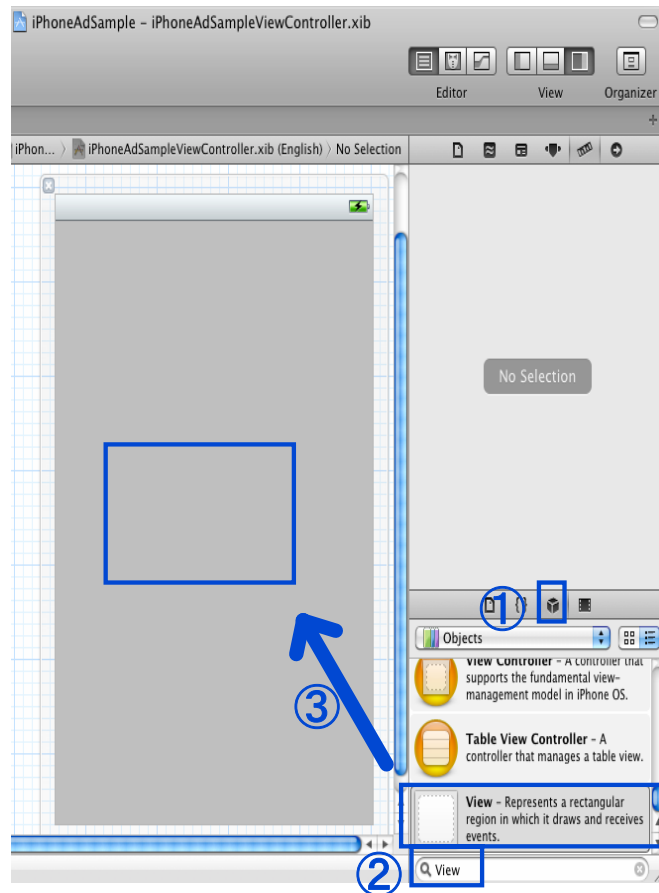 iPhoneAdSample – iPhoneAdSampleViewController.xib
Editor View Organizer
iPhon... 〉 iPhoneAdSampleViewController.xib (English) 〉 No Selection
No Selection
①
Objects
View Controller – A controller that
supports the fundamental view-
management model in iPhone OS.
③
Table View Controller – A
controller that manages a table view.
View – Represents a rectangular
region in which it draws and receives
events.
② View